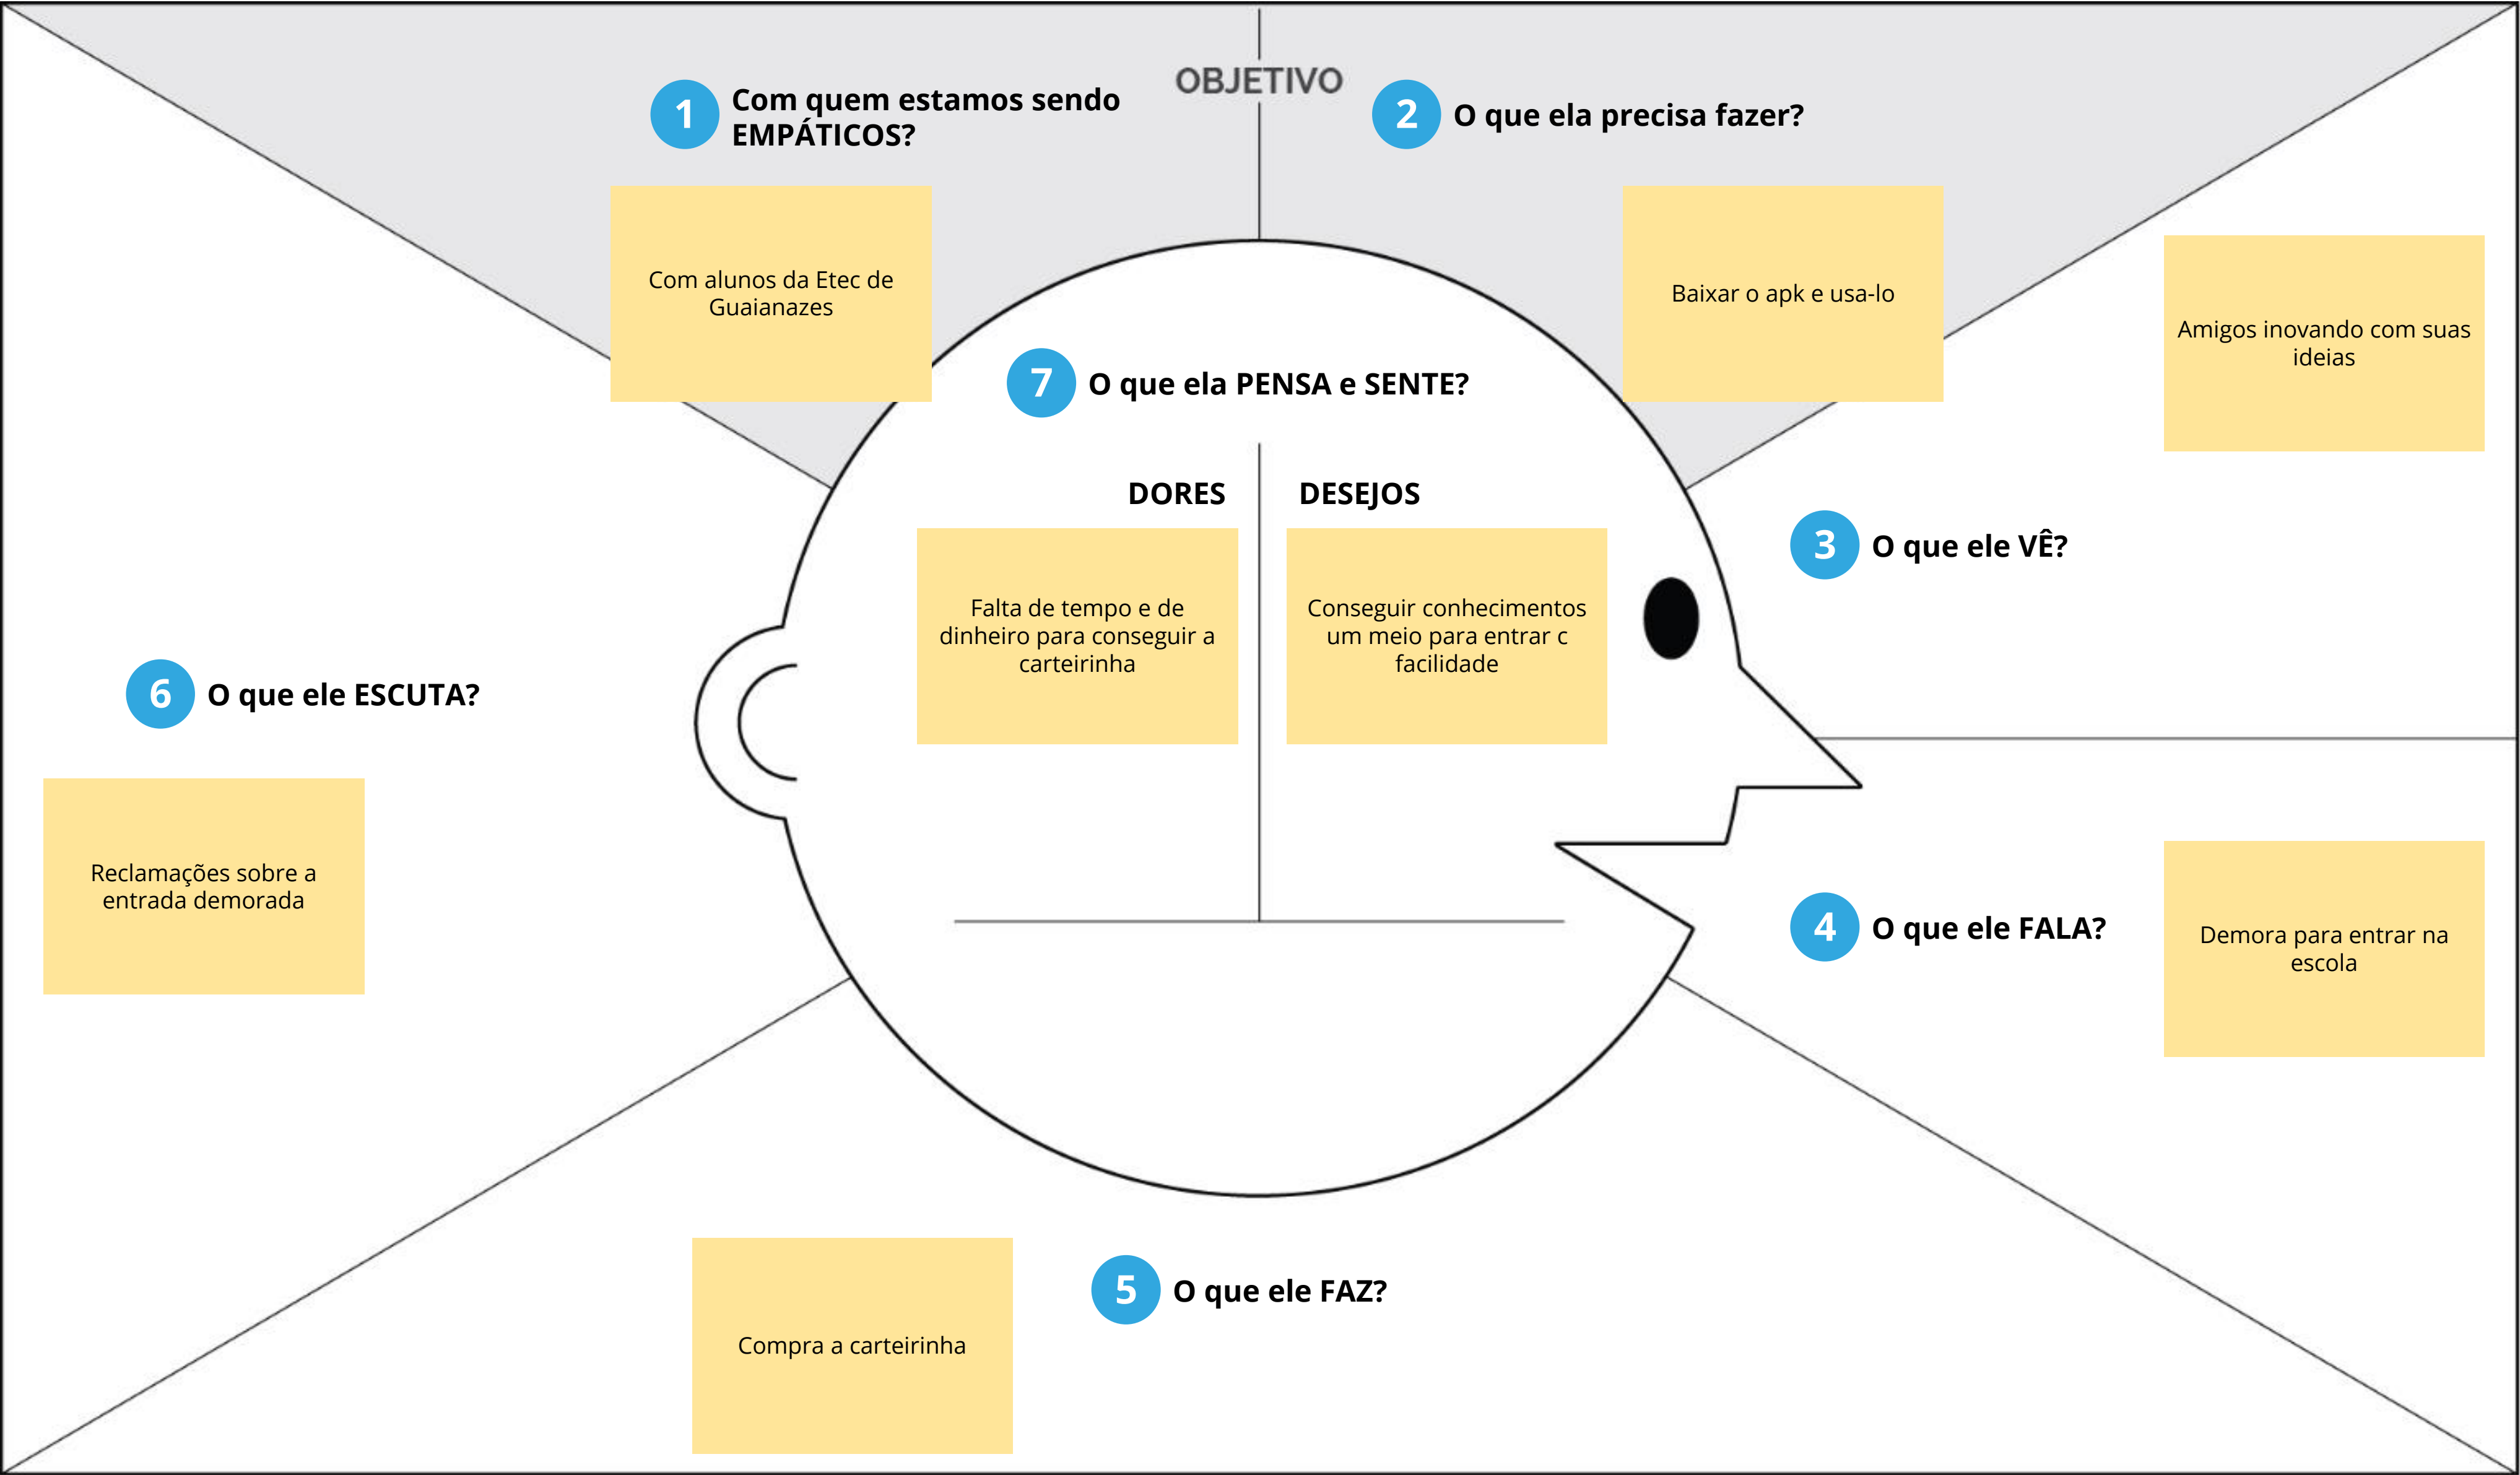 OBJETIVO
1
Com quem estamos sendo
EMPÁTICOS?
Com alunos da Etec de
Guaianazes
2
O que ela precisa fazer?
Baixar o apk e usa-lo
Amigos inovando com suas
ideias
3
O que ele VÊ?
7
O que ela PENSA e SENTE?
DORES
Falta de tempo e de
dinheiro para conseguir a
carteirinha
DESEJOS
Conseguir conhecimentos
um meio para entrar c
facilidade
4
O que ele FALA?
Demora para entrar na
escola
5
O que ele FAZ?
Compra a carteirinha
6
O que ele ESCUTA?
Reclamações sobre a
entrada demorada